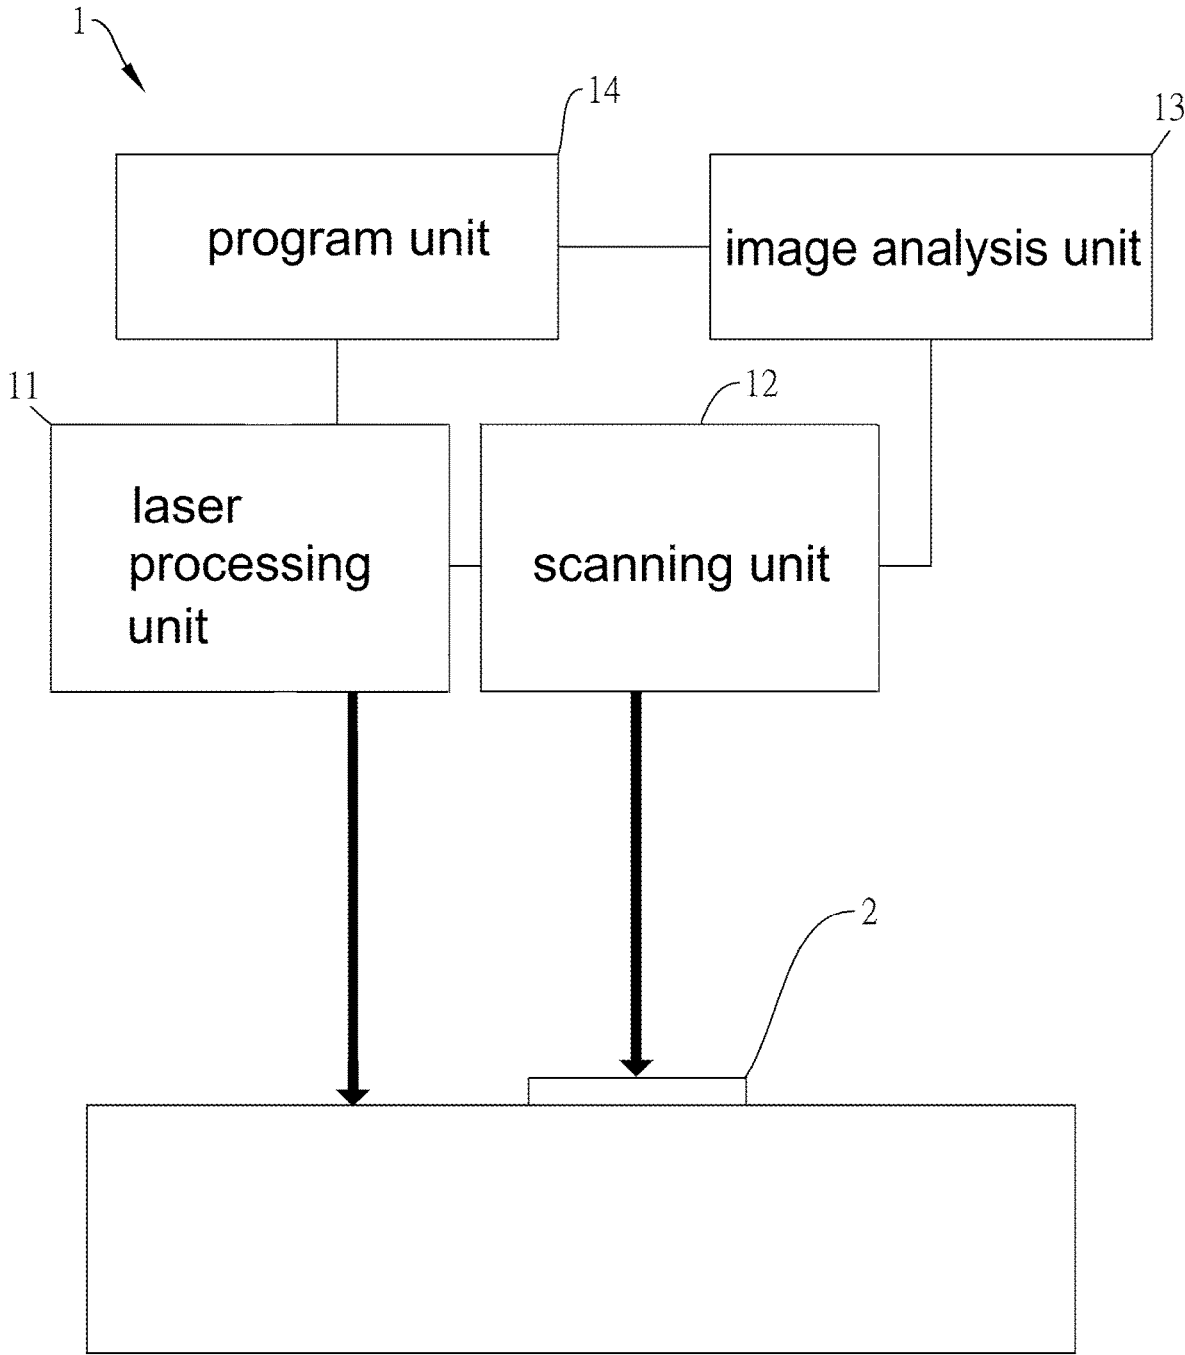 1
14
13
program unit
image analysis unit
11
12
laser
processing
unit
scanning unit
2